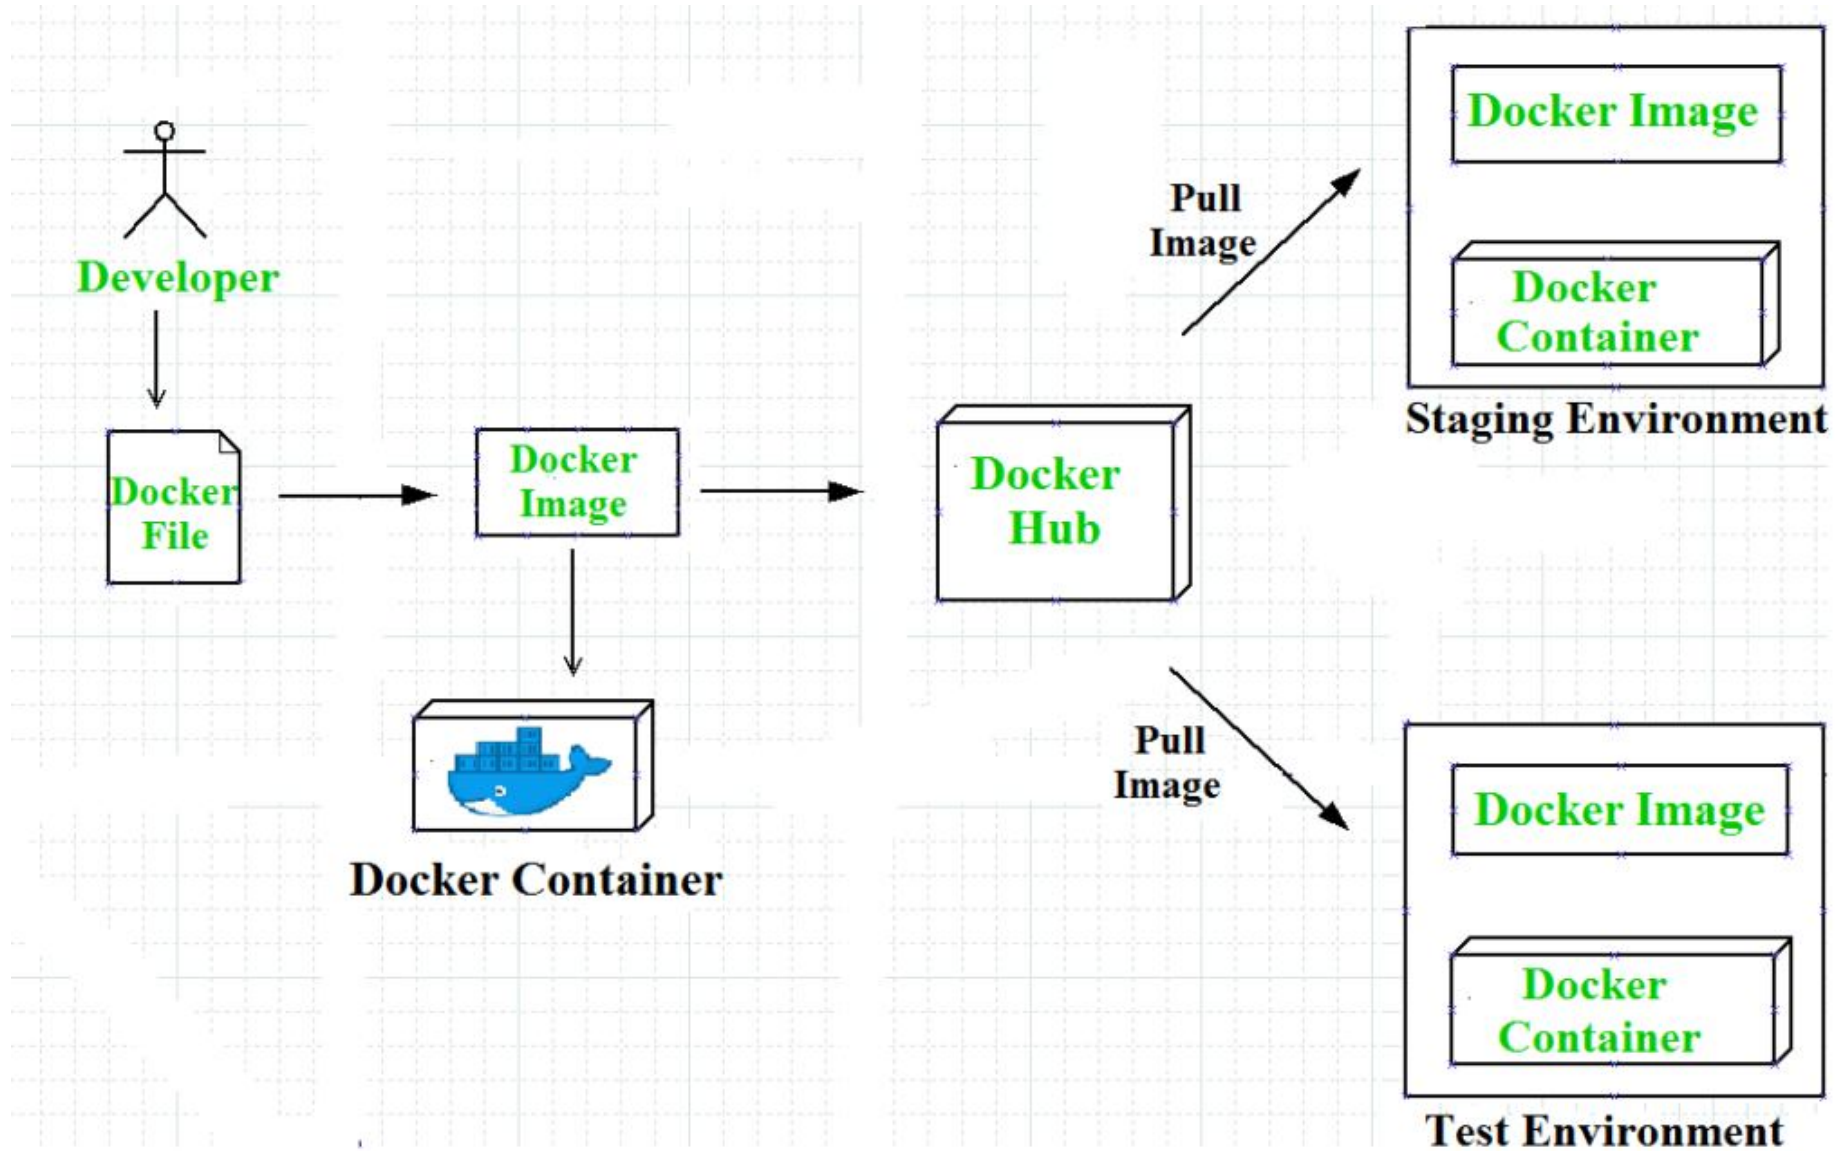 Developer
Docker
File
Docker
Image
Docker Container
Docker
Hub
Pull
Image
Docker Image
Docker
Container
Staging Environment
Pull
Image
Docker Image
Docker
Container
Test Environment